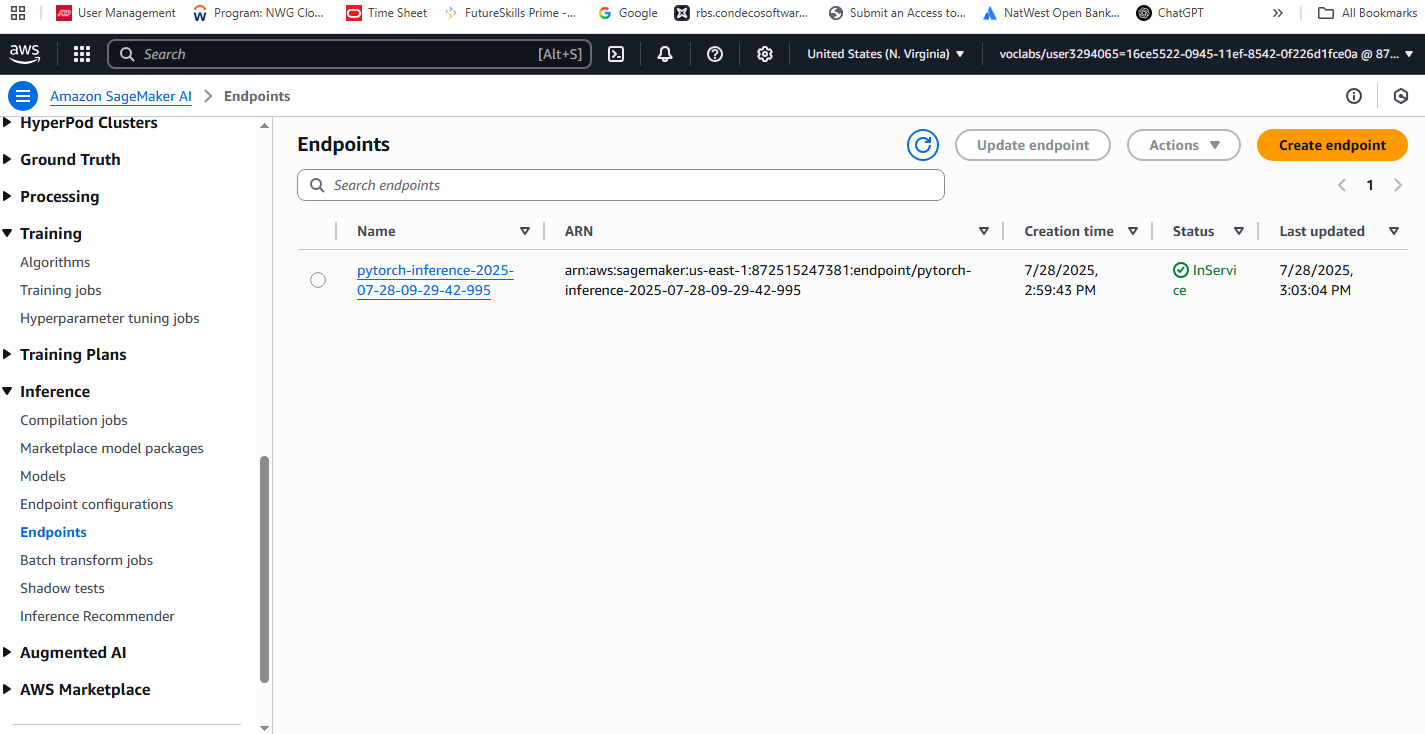 User Management
Program: NWG Clo...
Time Sheet
FutureSkills Prime -...
Google
rbs.condecosoftwar...
Submit an Access to...
NatWest Open Bank...
ChatGPT
All Bookmarks
aws
Search
[Alt+S]
United States (N. Virginia)
voclabs/user3294065=16ce5522-0945-11ef-8542-0f226d1fce0a @ 87...
Amazon SageMaker AI
Endpoints
HyperPod Clusters
Ground Truth
Processing
Training
Algorithms
Training jobs
Hyperparameter tuning jobs
Training Plans
Inference
Compilation jobs
Marketplace model packages
Models
Endpoint configurations
Endpoints
Batch transform jobs
Shadow tests
Inference Recommender
Augmented AI
AWS Marketplace
Endpoints
Update endpoint
Actions
Create endpoint
Search endpoints
1
Name
ARN
Creation time
Status
Last updated
pytorch-inference-2025-
07-28-09-29-42-995
arn:aws:sagemaker:us-east-1:872515247381:endpoint/pytorch-
inference-2025-07-28-09-29-42-995
7/28/2025,
2:59:43 PM
InServi
ce
7/28/2025,
3:03:04 PM